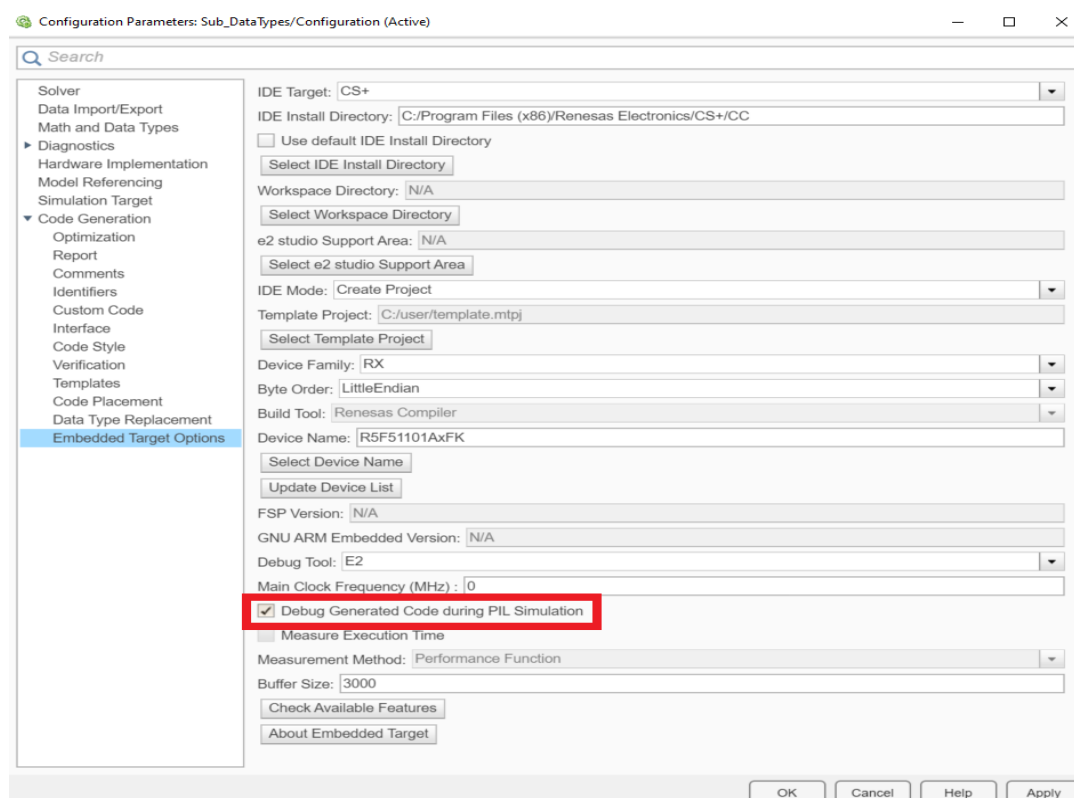 Configuration Parameters: Sub_DataTypes/Configuration (Active)
Search
Solver
Data Import/Export
Math and Data Types
Diagnostics
Hardware Implementation
Model Referencing
Simulation Target
Code Generation
Optimization
Report
Comments
Identifiers
Custom Code
Interface
Code Style
Verification
Templates
Code Placement
Data Type Replacement
Embedded Target Options
IDE Target: CS+
IDE Install Directory: C:/Program Files (x86)/Renesas Electronics/CS+/CC
Use default IDE Install Directory
Select IDE Install Directory
Workspace Directory: N/A
Select Workspace Directory
e2 studio Support Area: N/A
Select e2 studio Support Area
IDE Mode: Create Project
Template Project: C:/user/template.mtpj
Select Template Project
Device Family: RX
Byte Order: LittleEndian
Build Tool: Renesas Compiler
Device Name: R5F51101AxFK
Select Device Name
Update Device List
FSP Version: N/A
GNU ARM Embedded Version: N/A
Debug Tool: E2
Main Clock Frequency (MHz) : 0
Debug Generated Code during PIL Simulation
Measure Execution Time
Measurement Method: Performance Function
Buffer Size: 3000
Check Available Features
About Embedded Target
OK Cancel Help Apply